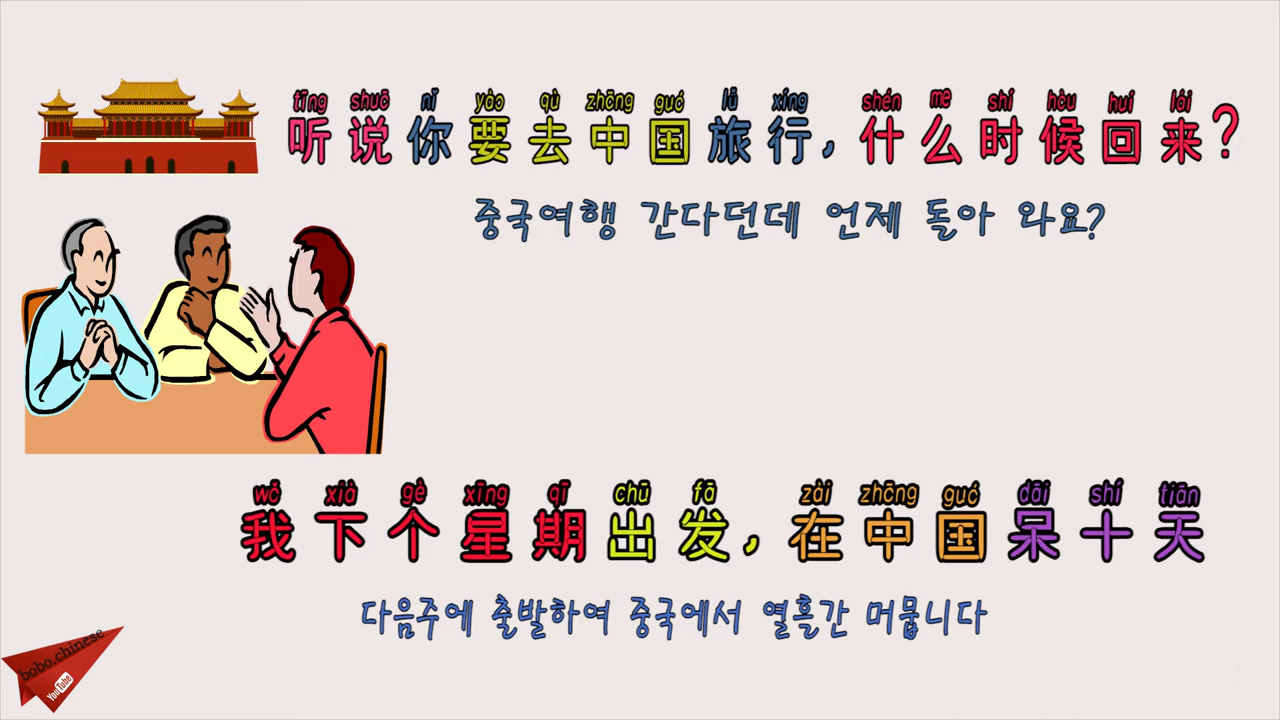 tīng shuō nǐ yào qù zhōng guó lǚ xíng shén me shí hòu huí lái
听说你要去中国旅行,什么时候回来?
중국여행 간다던데 언제 돌아 와요?
wǒ xià gè xīng qī chū fā zài zhōng guó dāi shí tiān
我下个星期出发,在中国呆十天
다음주에 출발하여 중국에서 열흘간 머뭅니다
bobo.chinese
YouTube